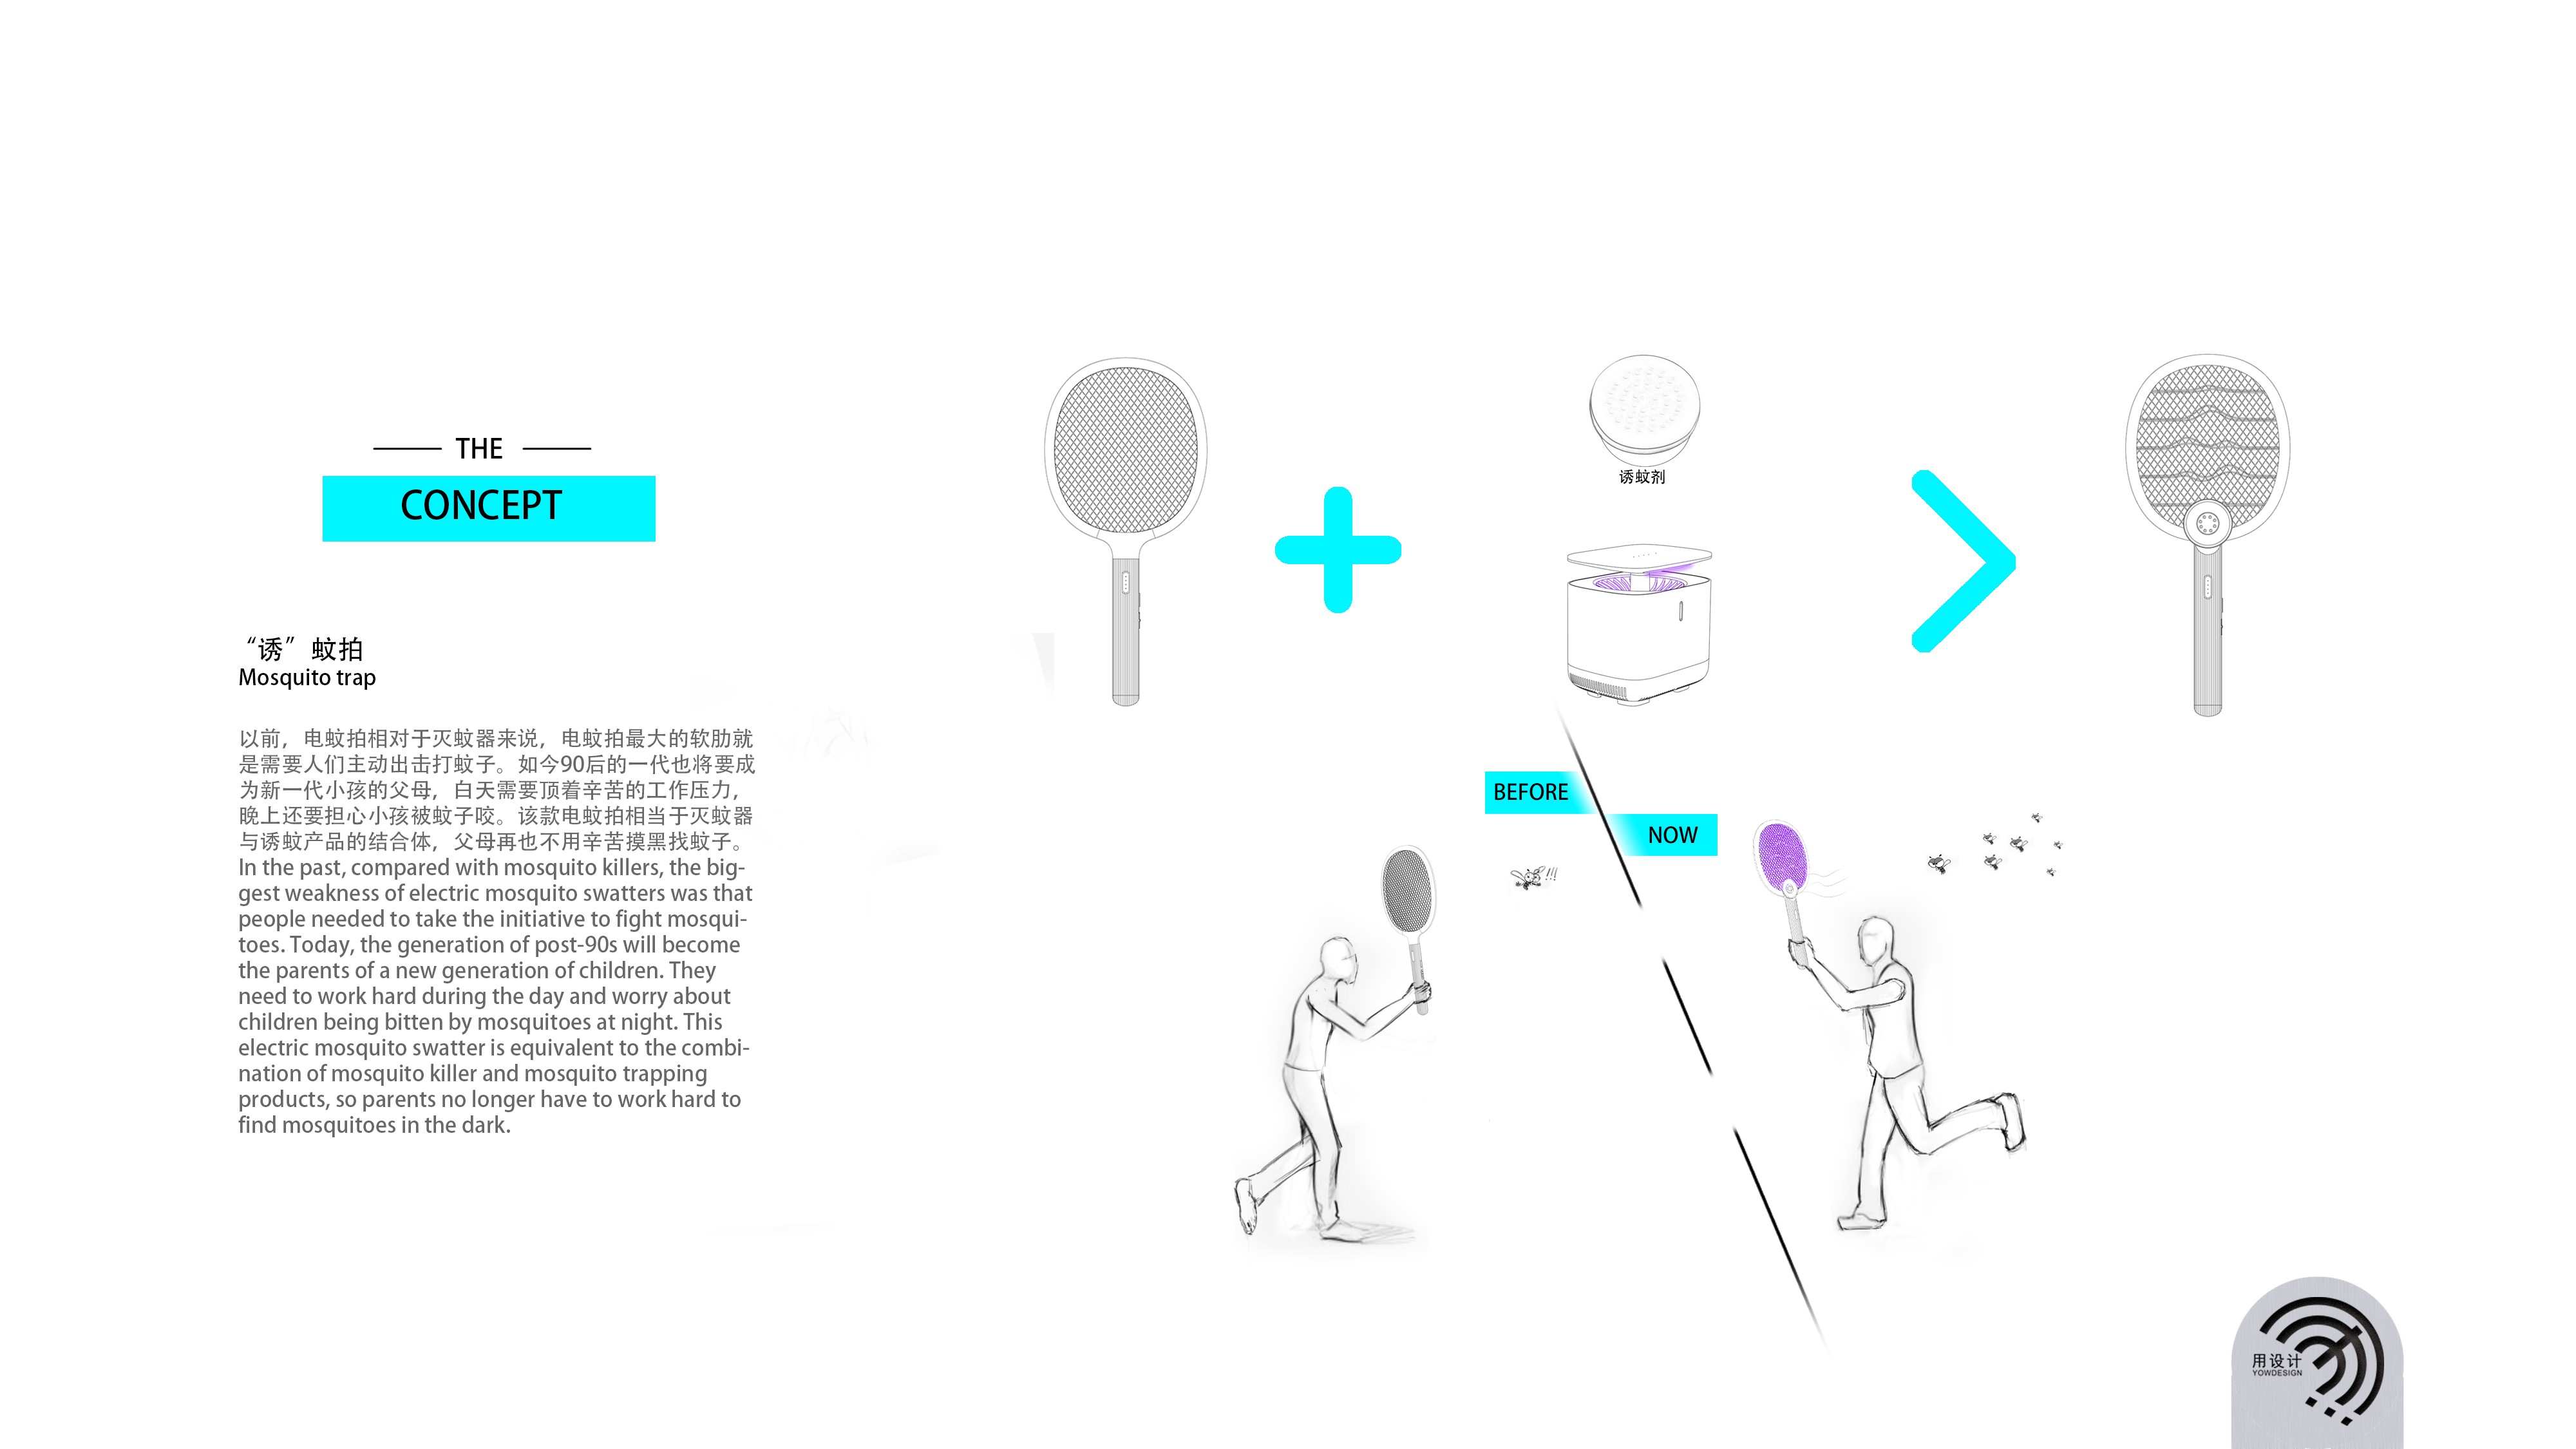 THE
CONCEPT
“诱”蚊拍
Mosquito trap
以前，电蚊拍相对于灭蚊器来说，电蚊拍最大的软肋就
是需要人们主动出击打蚊子。如今90后的一代也将要成
为新一代小孩的父母，白天需要顶着辛苦的工作压力，
晚上还要担心小孩被蚊子咬。该款电蚊拍相当于灭蚊器
与诱蚊产品的结合体，父母再也不用辛苦摸黑找蚊子。
In the past, compared with mosquito killers, the big-
gest weakness of electric mosquito swatters was that
people needed to take the initiative to fight mosqui-
toes. Today, the generation of post-90s will become
the parents of a new generation of children. They
need to work hard during the day and worry about
children being bitten by mosquitoes at night. This
electric mosquito swatter is equivalent to the combi-
nation of mosquito killer and mosquito trapping
products, so parents no longer have to work hard to
find mosquitoes in the dark.
诱蚊剂
BEFORE
NOW
!!!
用设计
YOWDESIGN